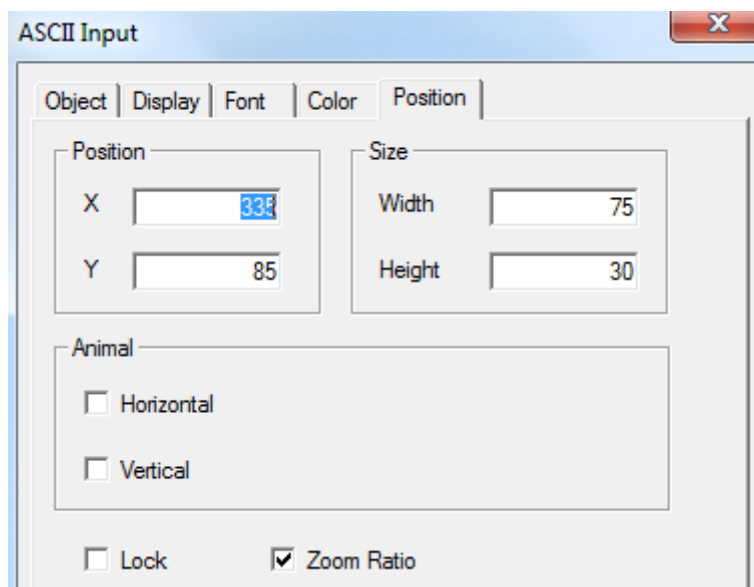 ASCII Input
Object Display Font Color Position
Position
X 335
Y 85
Size
Width 75
Height 30
Animal
Horizontal
Vertical
Lock Zoom Ratio